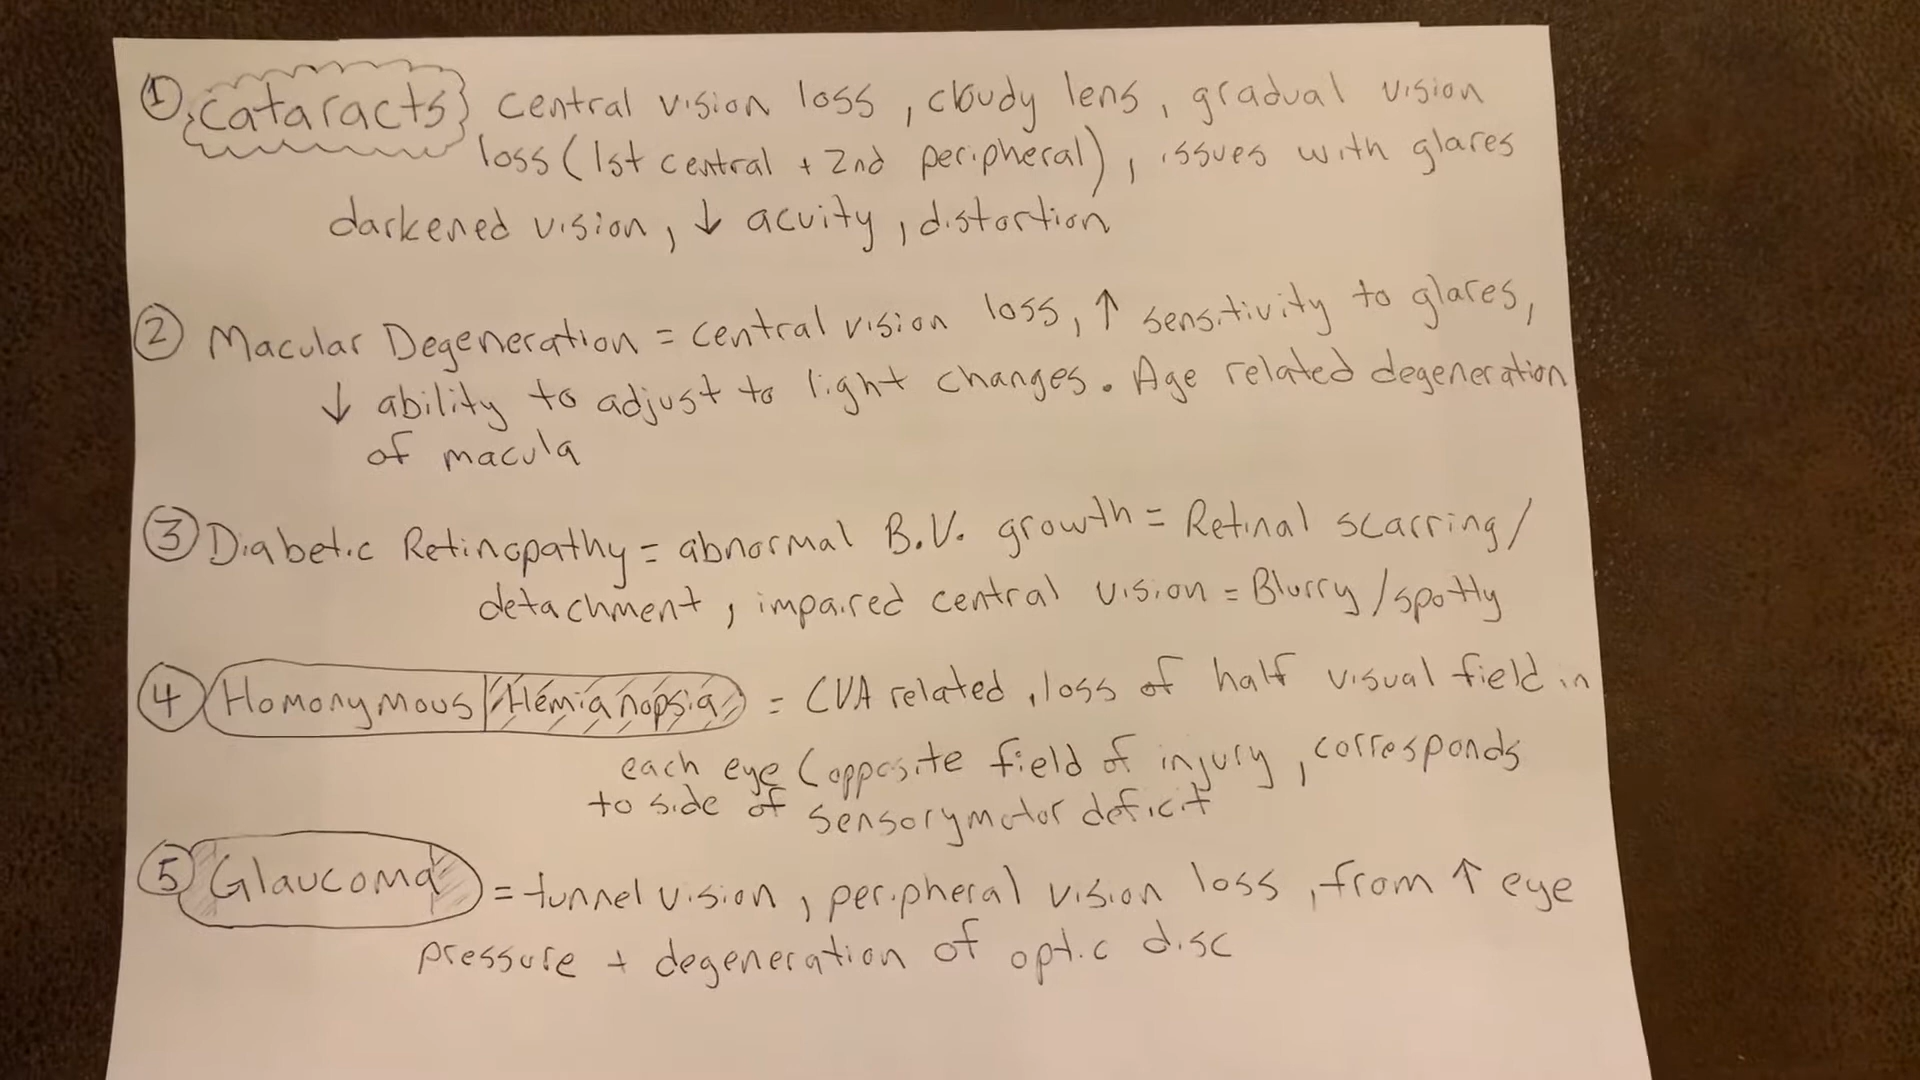 ① Cataracts central vision loss, cloudy lens, gradual vision
loss (1st central + 2nd peripheral), issues with glares
darkened vision, ↓ acuity, distortion
② Macular Degeneration = central vision loss, ↑ sensitivity to glares,
↓ ability to adjust to light changes. Age related degeneration
of macula
③ Diabetic Retinopathy = abnormal B.V. growth = Retinal scarring/
detachment, impaired central vision = Blurry/spotty
④ Homonymous Hemianopsia = CVA related, loss of half visual field in
each eye (opposite field of injury, corresponds
to side of sensorymotor deficit
⑤ Glaucoma = tunnel vision, peripheral vision loss, from ↑ eye
pressure + degeneration of optic disc